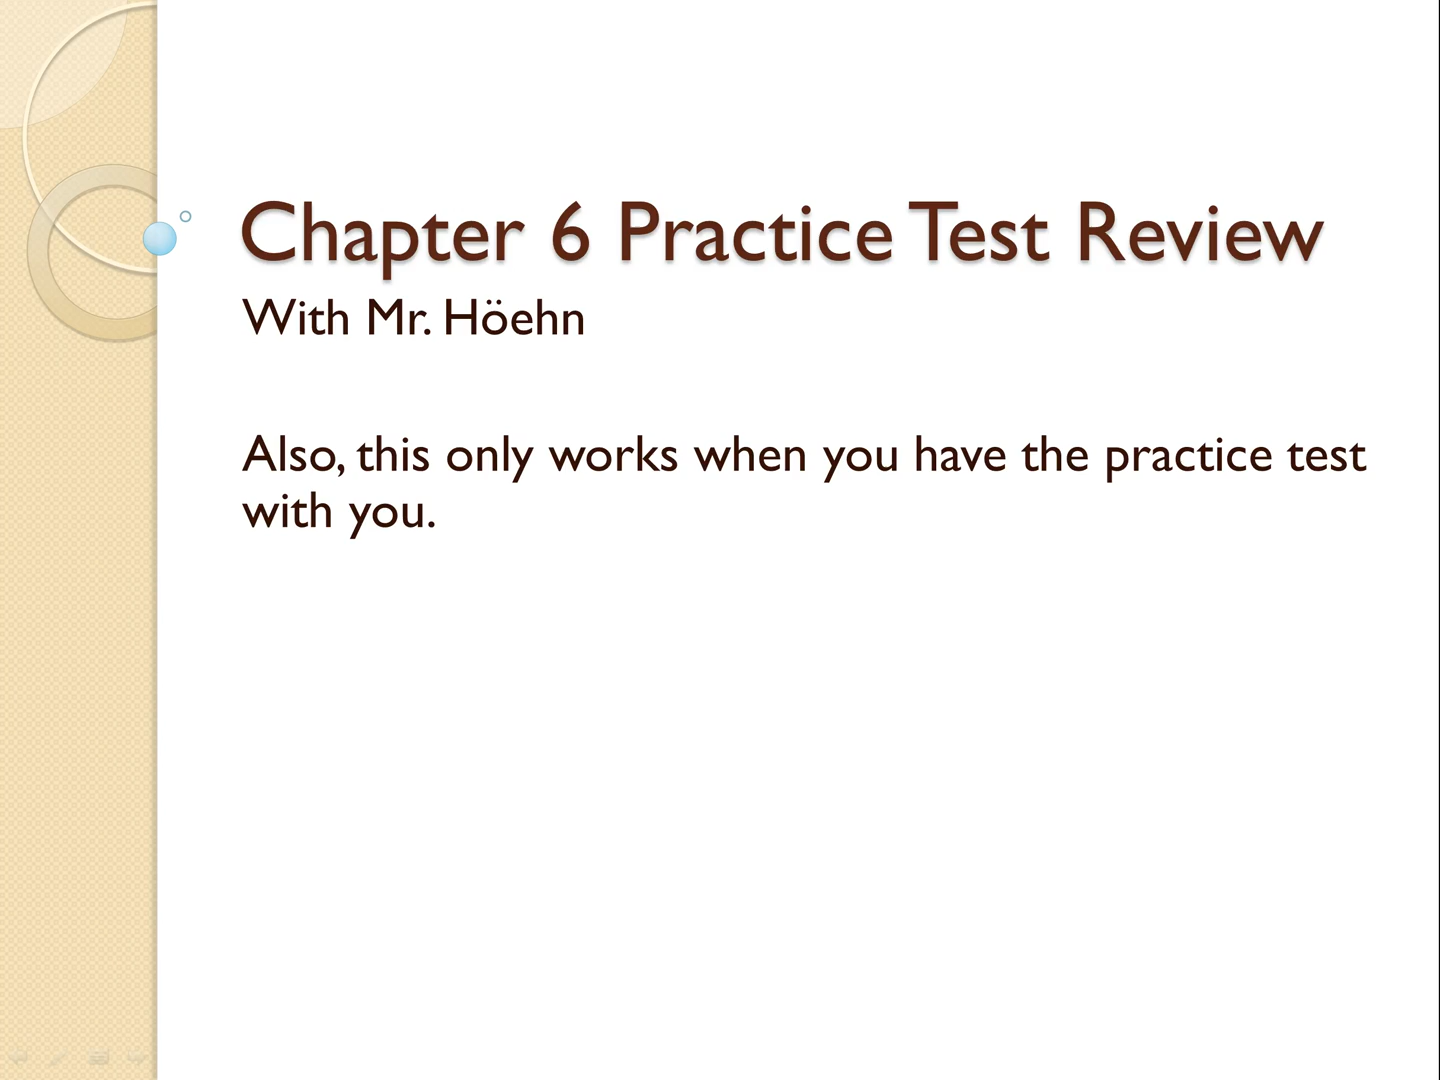 Chapter 6 Practice Test Review
With Mr. Höehn
Also, this only works when you have the practice test
with you.